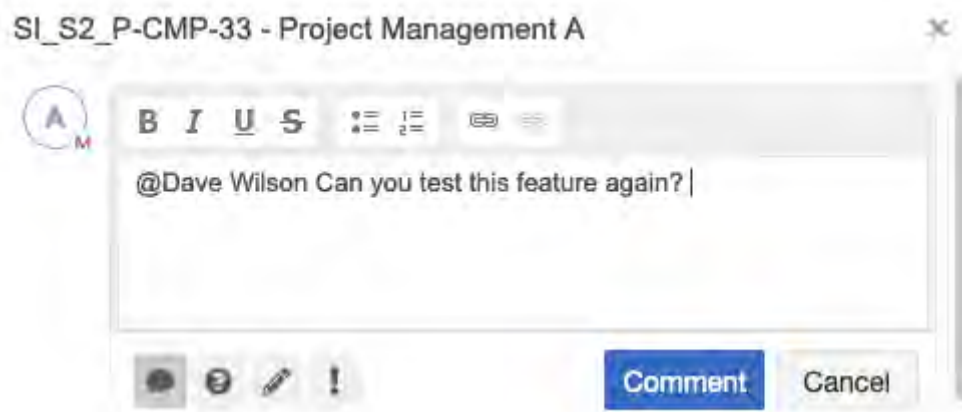 SI_S2_P-CMP-33 - Project Management A
A
M
B I U S
@Dave Wilson Can you test this feature again?
Comment Cancel